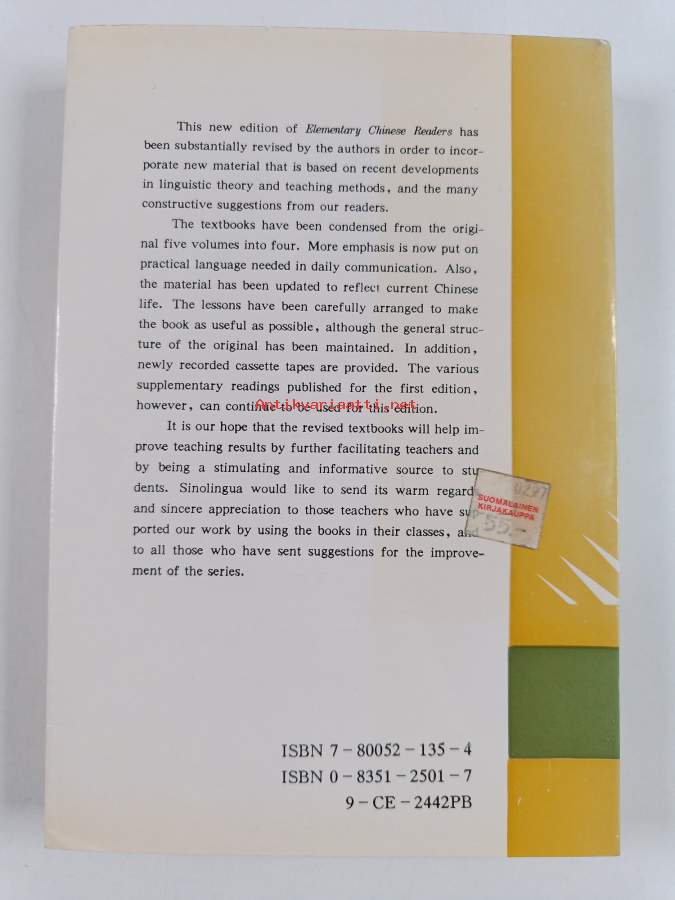 This new edition of Elementary Chinese Readers has
been substantially revised by the authors in order to incor-
porate new material that is based on recent developments
in linguistic theory and teaching methods, and the many
constructive suggestions from our readers.
The textbooks have been condensed from the origi-
nal five volumes into four. More emphasis is now put on
practical language needed in daily communication. Also,
the material has been updated to reflect current Chinese
life. The lessons have been carefully arranged to make
the book as useful as possible, although the general struc-
ture of the original has been maintained. In addition,
newly recorded cassette tapes are provided. The various
supplementary readings published for the first edition,
however, can continue to be used for this edition.
Antikvariaatti.net
It is our hope that the revised textbooks will help im-
prove teaching results by further facilitating teachers and
by being a stimulating and informative source to stu
dents. Sinolingua would like to send its warm regard
and sincere appreciation to those teachers who have sup
ported our work by using the books in their classes, and
to all those who have sent suggestions for the improve-
ment of the series.
0297
SUOMALAINEN
KIRJAKAUPPA
55.-
ISBN 7-80052-135-4
ISBN 0-8351-2501-7
9-CE-2442PB